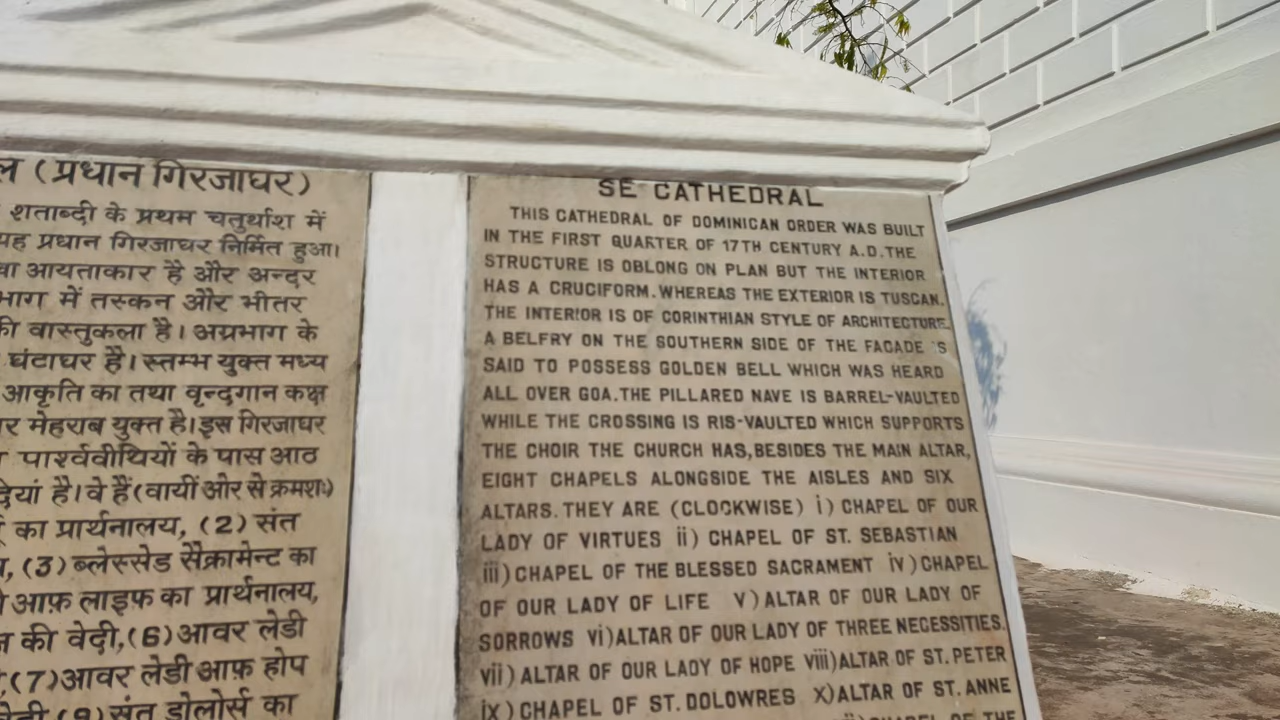 (प्रधान गिरजाघर)
शताब्दी के प्रथम चतुर्थाश में
यह प्रधान गिरजाघर निर्मित हुआ।
आयताकार है और अन्दर
भाग में तस्कन और भीतर
की वास्तुकला है। अग्रभाग के
घंटाघर है। स्तम्भ युक्त मध्य
आकृति का तथा वृन्दगान कक्ष
मेहराब युक्त है। इस गिरजाघर
पार्श्ववीथियों के पास आठ
है। वे हैं (वायीं ओर से क्रमशः)
का प्रार्थनालय, (2) संत
(3) ब्लेस्सेड सैक्रामेन्ट का
आफ़ लाइफ़ का प्रार्थनालय,
की वेदी, (6) आवर लेडी
(7) आवर लेडी आफ़ होप
संत डोलोर्स का
SE CATHEDRAL
THIS CATHEDRAL OF DOMINICAN ORDER WAS BUILT
IN THE FIRST QUARTER OF 17TH CENTURY A.D. THE
STRUCTURE IS OBLONG ON PLAN BUT THE INTERIOR
HAS A CRUCIFORM. WHEREAS THE EXTERIOR IS TUSCAN.
THE INTERIOR IS OF CORINTHIAN STYLE OF ARCHITECTURE.
A BELFRY ON THE SOUTHERN SIDE OF THE FACADE IS
SAID TO POSSESS GOLDEN BELL WHICH WAS HEARD
ALL OVER GOA. THE PILLARED NAVE IS BARREL-VAULTED
WHILE THE CROSSING IS RIS-VAULTED WHICH SUPPORTS
THE CHOIR THE CHURCH HAS, BESIDES THE MAIN ALTAR,
EIGHT CHAPELS ALONGSIDE THE AISLES AND SIX
ALTARS. THEY ARE (CLOCKWISE) i) CHAPEL OF OUR
LADY OF VIRTUES ii) CHAPEL OF ST. SEBASTIAN
iii) CHAPEL OF THE BLESSED SACRAMENT iv) CHAPEL
OF OUR LADY OF LIFE V) ALTAR OF OUR LADY OF
SORROWS vi) ALTAR OF OUR LADY OF THREE NECESSITIES.
vii) ALTAR OF OUR LADY OF HOPE viii) ALTAR OF ST. PETER
ix) CHAPEL OF ST. DOLOWRES X) ALTAR OF ST. ANNE
CHAPEL OF THE